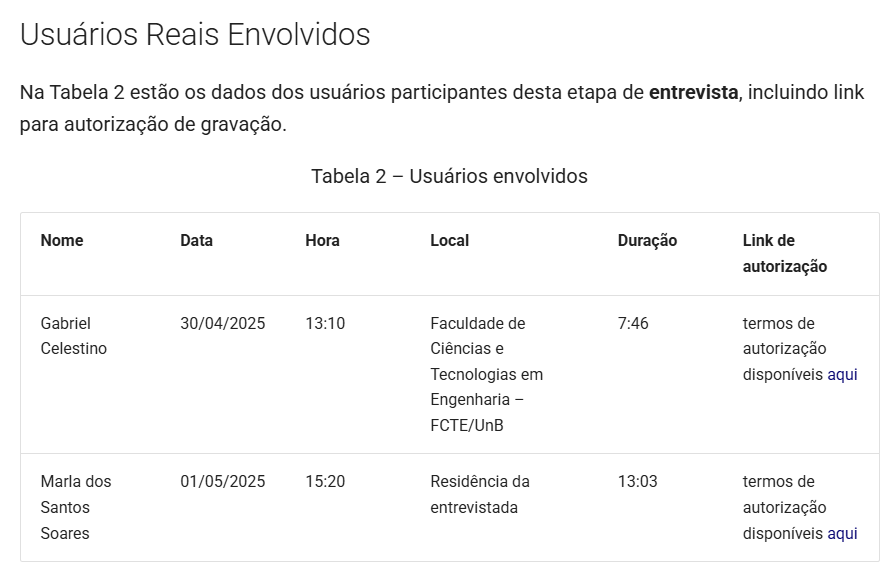 Usuários Reais Envolvidos
Na Tabela 2 estão os dados dos usuários participantes desta etapa de entrevista, incluindo link
para autorização de gravação.
Tabela 2 – Usuários envolvidos
Nome Data Hora Local Duração Link de
autorização
Gabriel 30/04/2025 13:10 Faculdade de 7:46 termos de
Celestino Ciências e autorização
Tecnologias em disponíveis aqui
Engenharia –
FCTE/UnB
Marla dos 01/05/2025 15:20 Residência da 13:03 termos de
Santos entrevistada autorização
Soares disponíveis aqui